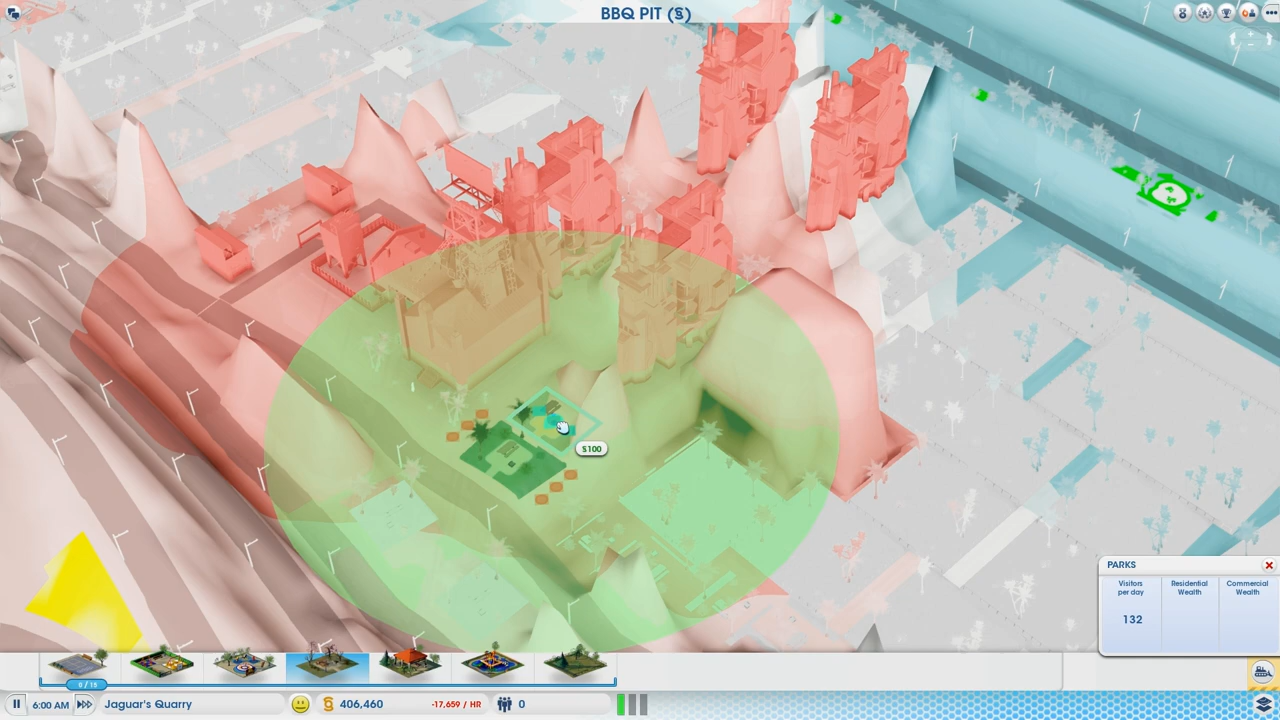 BBQ PIT (§)
§100
PARKS
Visitors per day
Residential Wealth
Commercial Wealth
132
0 / 15
6:00 AM
Jaguar's Quarry
406,460
-17,659 / HR
0